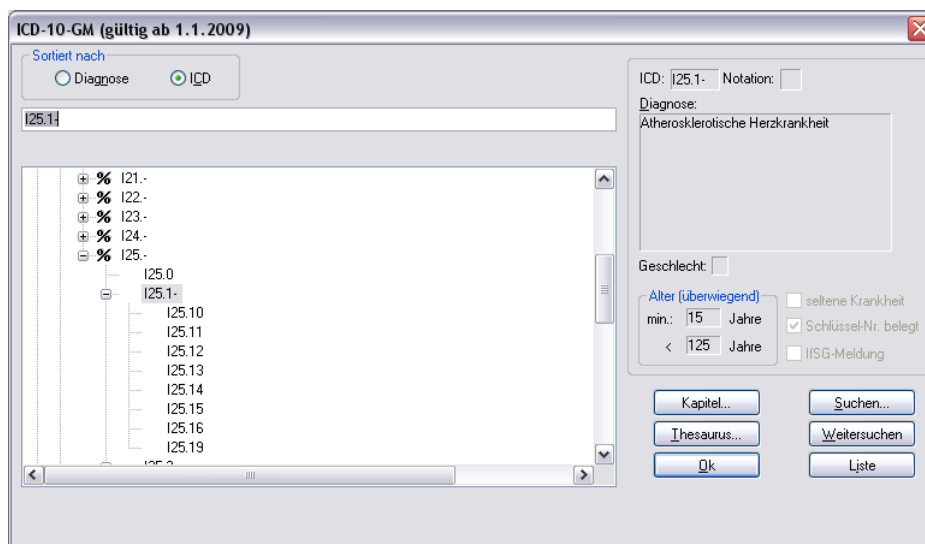 ICD-10-GM (gültig ab 1.1.2009)
Sortiert nach
Diagnose ICD
I25.1-
% I21.-
% I22.-
% I23.-
% I24.-
% I25.-
I25.0
I25.1-
I25.10
I25.11
I25.12
I25.13
I25.14
I25.15
I25.16
I25.19
ICD: I25.1- Notation:
Diagnose:
Atherosklerotische Herzkrankheit
Geschlecht:
Alter (überwiegend)
min.: 15 Jahre
< 125 Jahre
seltene Krankheit
Schlüssel-Nr. belegt
IfSG-Meldung
Kapitel... Suchen...
Thesaurus... Weitersuchen
Ok Liste